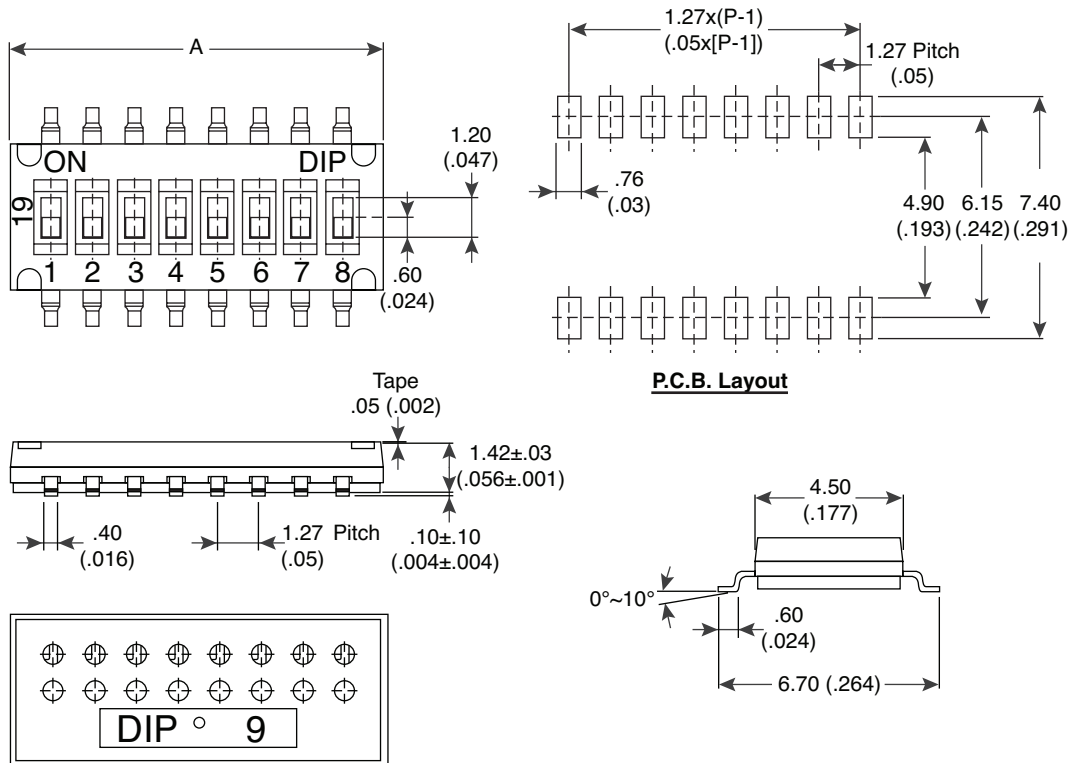 A
ON DIP
19
1 2 3 4 5 6 7 8
1.20
(.047)
.60
(.024)
1.27x(P-1)
(.05x[P-1])
1.27 Pitch
(.05)
.76
(.03)
4.90
(.193)
6.15
(.242)
7.40
(.291)
P.C.B. Layout
Tape
.05 (.002)
1.42±.03
(.056±.001)
.40
(.016)
1.27 Pitch
(.05)
.10±.10
(.004±.004)
4.50
(.177)
0°~10°
.60
(.024)
6.70 (.264)
DIP ° 9